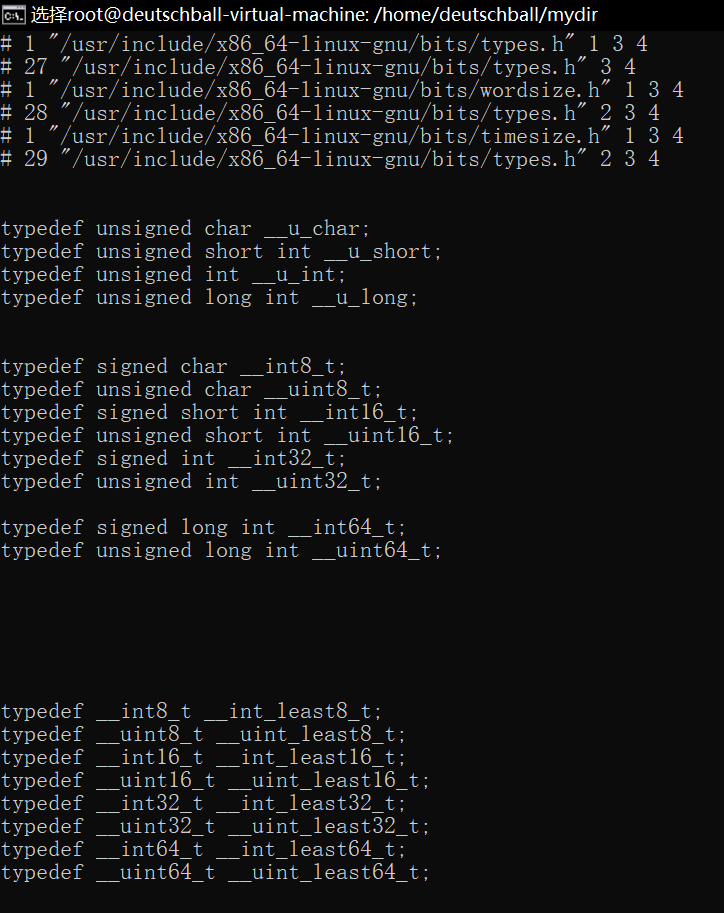 选择root@deutschball-virtual-machine: /home/deutschball/mydir
# 1 "/usr/include/x86_64-linux-gnu/bits/types.h" 1 3 4
# 27 "/usr/include/x86_64-linux-gnu/bits/types.h" 3 4
# 1 "/usr/include/x86_64-linux-gnu/bits/wordsize.h" 1 3 4
# 28 "/usr/include/x86_64-linux-gnu/bits/types.h" 2 3 4
# 1 "/usr/include/x86_64-linux-gnu/bits/timesize.h" 1 3 4
# 29 "/usr/include/x86_64-linux-gnu/bits/types.h" 2 3 4
typedef unsigned char __u_char;
typedef unsigned short int __u_short;
typedef unsigned int __u_int;
typedef unsigned long int __u_long;
typedef signed char __int8_t;
typedef unsigned char __uint8_t;
typedef signed short int __int16_t;
typedef unsigned short int __uint16_t;
typedef signed int __int32_t;
typedef unsigned int __uint32_t;
typedef signed long int __int64_t;
typedef unsigned long int __uint64_t;
typedef __int8_t __int_least8_t;
typedef __uint8_t __uint_least8_t;
typedef __int16_t __int_least16_t;
typedef __uint16_t __uint_least16_t;
typedef __int32_t __int_least32_t;
typedef __uint32_t __uint_least32_t;
typedef __int64_t __int_least64_t;
typedef __uint64_t __uint_least64_t;